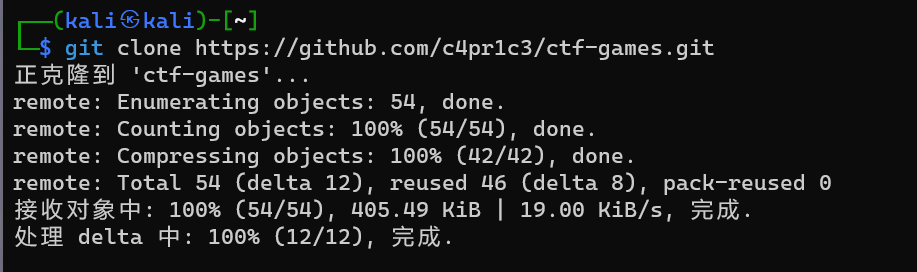 ┌──(kali㉿kali)-[~]
└─$ git clone https://github.com/c4pr1c3/ctf-games.git
正克隆到 'ctf-games'...
remote: Enumerating objects: 54, done.
remote: Counting objects: 100% (54/54), done.
remote: Compressing objects: 100% (42/42), done.
remote: Total 54 (delta 12), reused 46 (delta 8), pack-reused 0
接收对象中: 100% (54/54), 405.49 KiB | 19.00 KiB/s, 完成.
处理 delta 中: 100% (12/12), 完成.